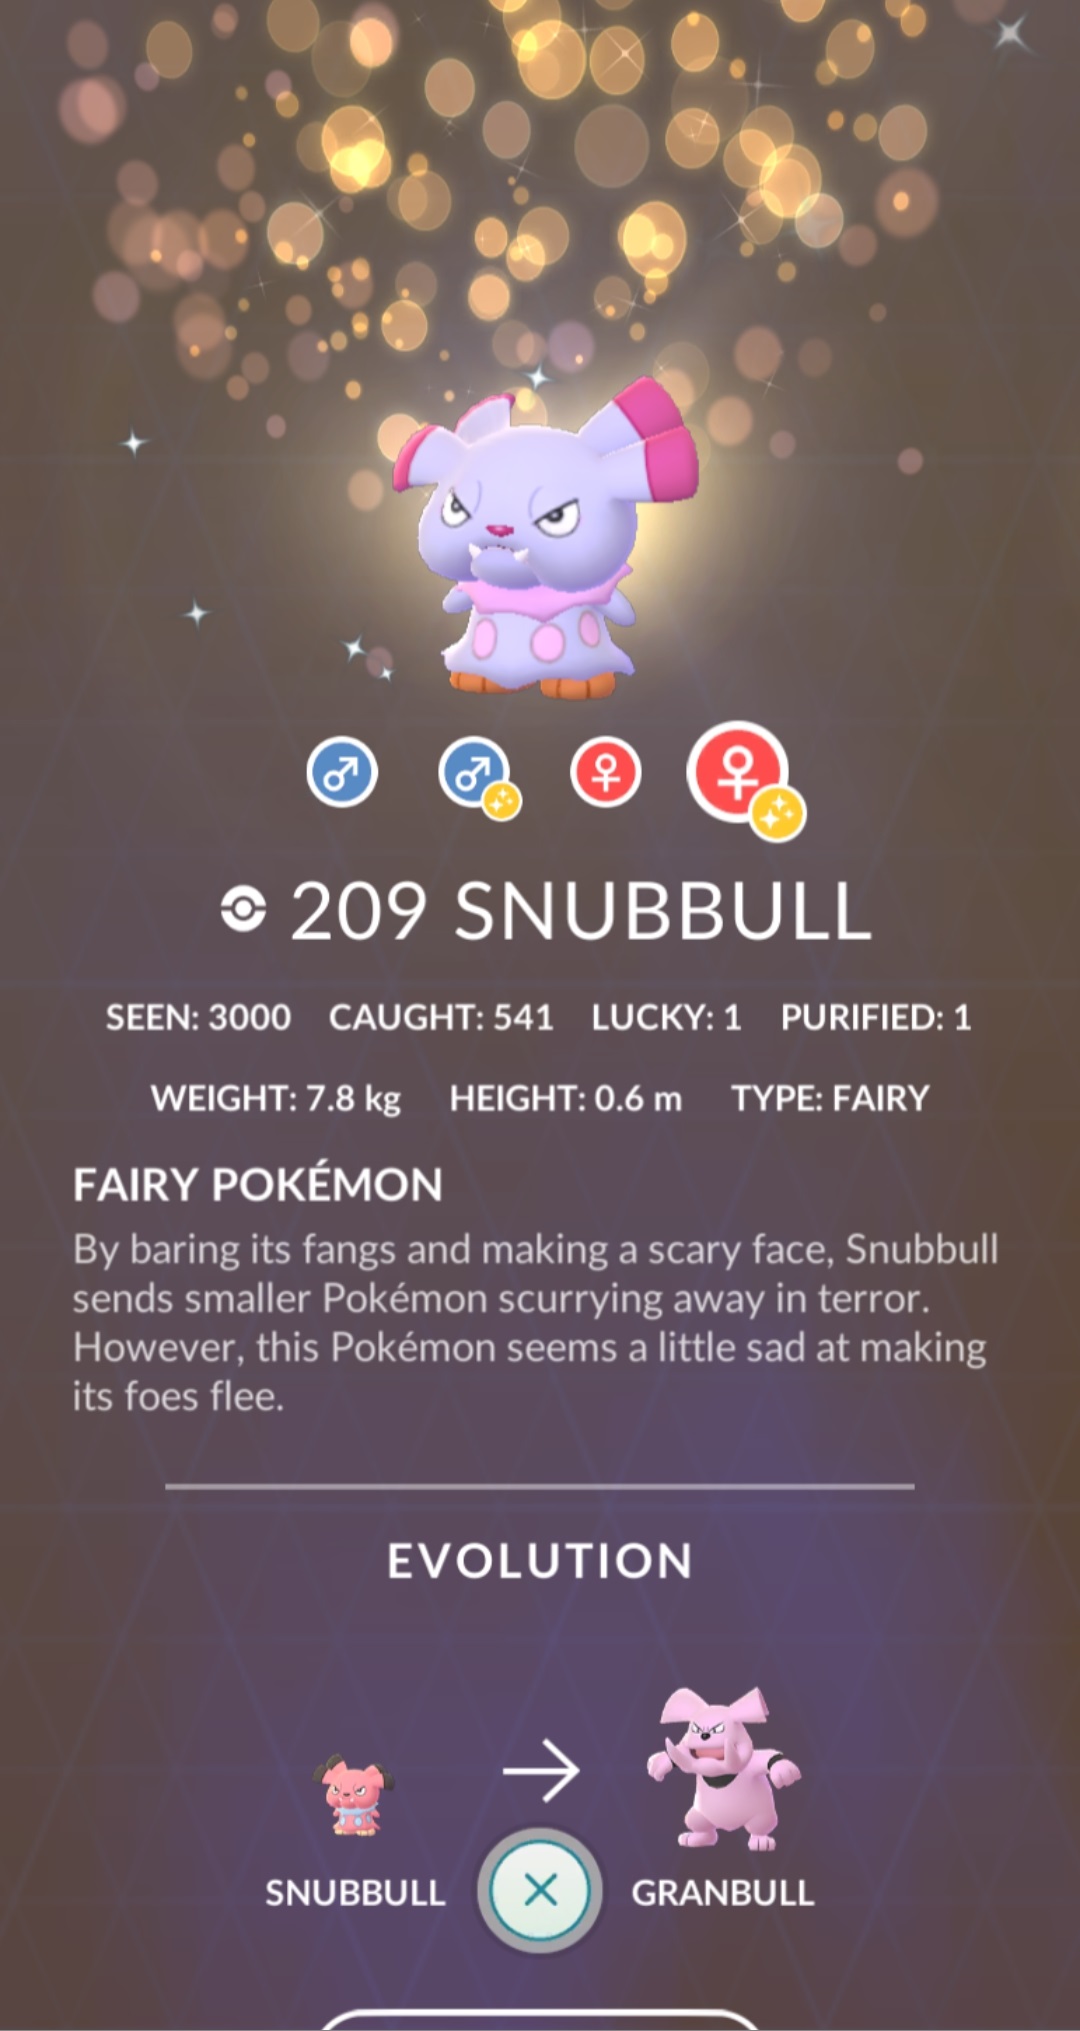 209 SNUBBULL
SEEN: 3000 CAUGHT: 541 LUCKY: 1 PURIFIED: 1
WEIGHT: 7.8 kg HEIGHT: 0.6 m TYPE: FAIRY
FAIRY POKÉMON
By baring its fangs and making a scary face, Snubbull
sends smaller Pokémon scurrying away in terror.
However, this Pokémon seems a little sad at making
its foes flee.
EVOLUTION
SNUBBULL GRANBULL